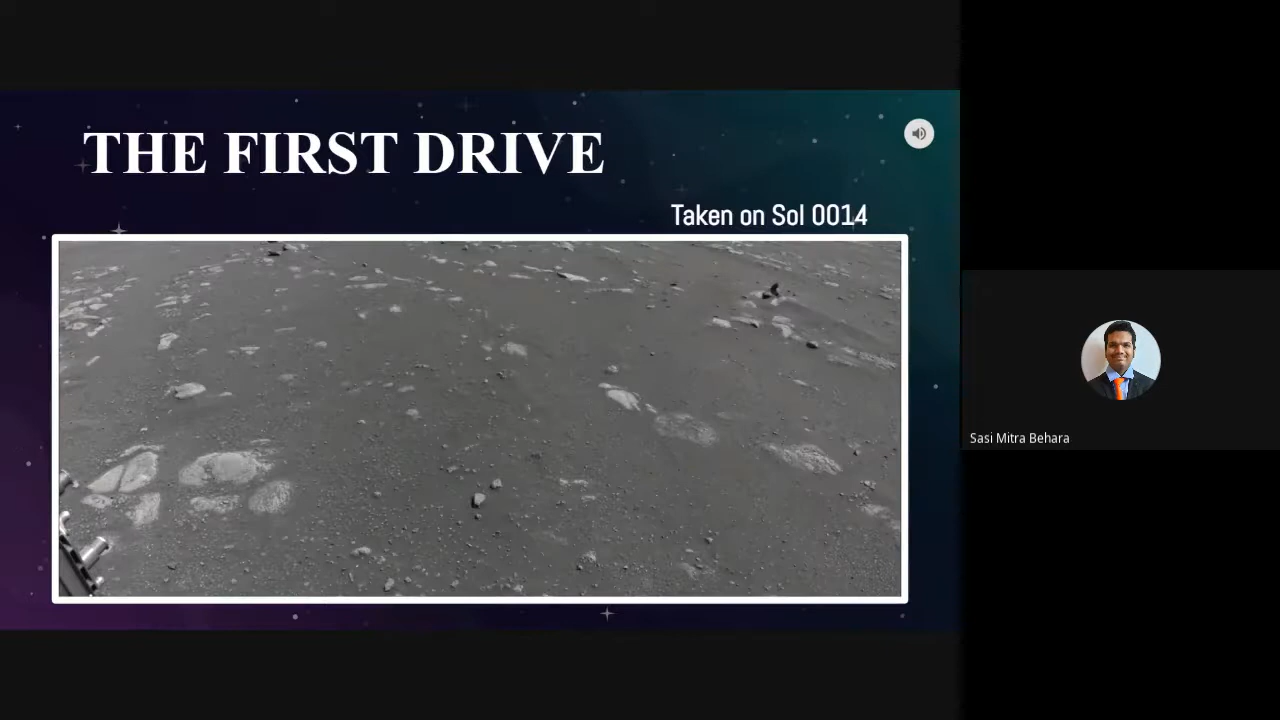 THE FIRST DRIVE
Taken on Sol 0014
Sasi Mitra Behara